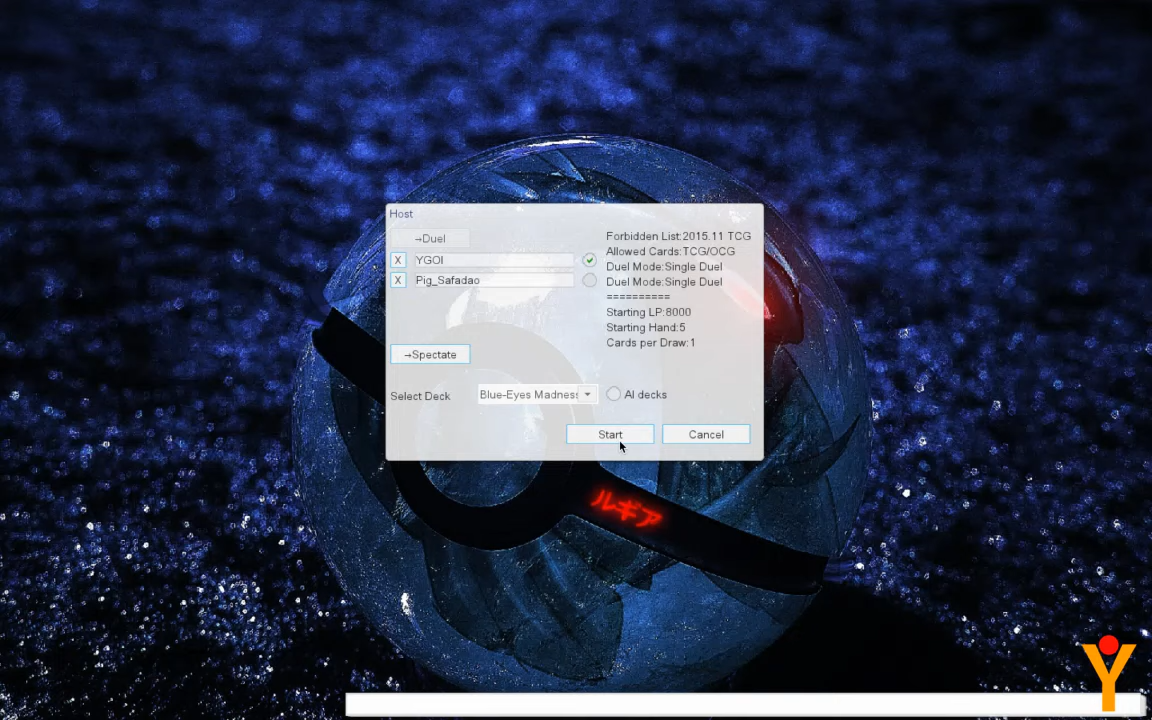 Host
→Duel
X YGOI
X Pig_Safadao
→Spectate
Select Deck Blue-Eyes Madness AI decks
Start Cancel
Forbidden List:2015.11 TCG
Allowed Cards:TCG/OCG
Duel Mode:Single Duel
Duel Mode:Single Duel
==========
Starting LP:8000
Starting Hand:5
Cards per Draw:1
ルギア
Y